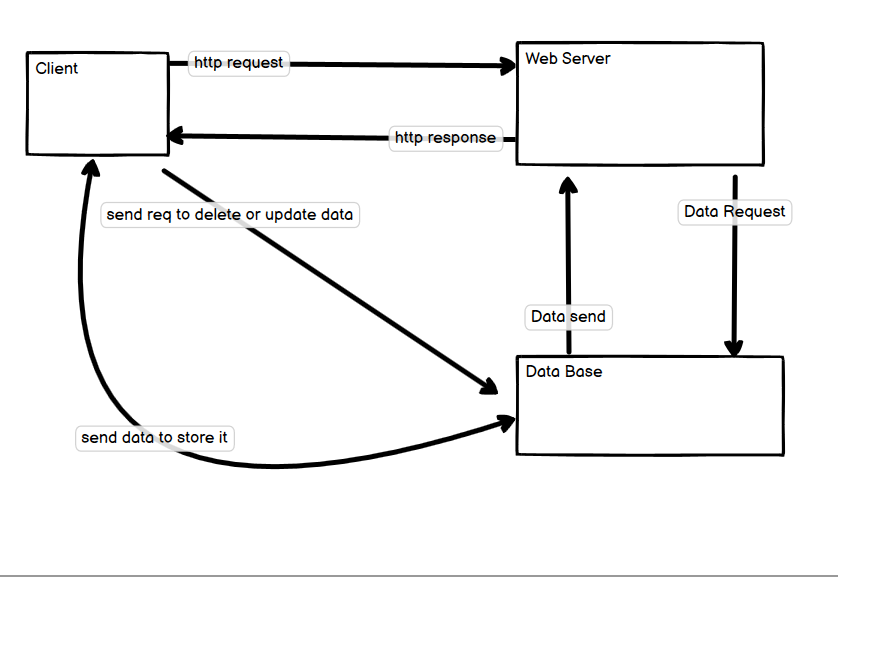 Client
http request
Web Server
http response
send req to delete or update data
Data Request
Data send
Data Base
send data to store it